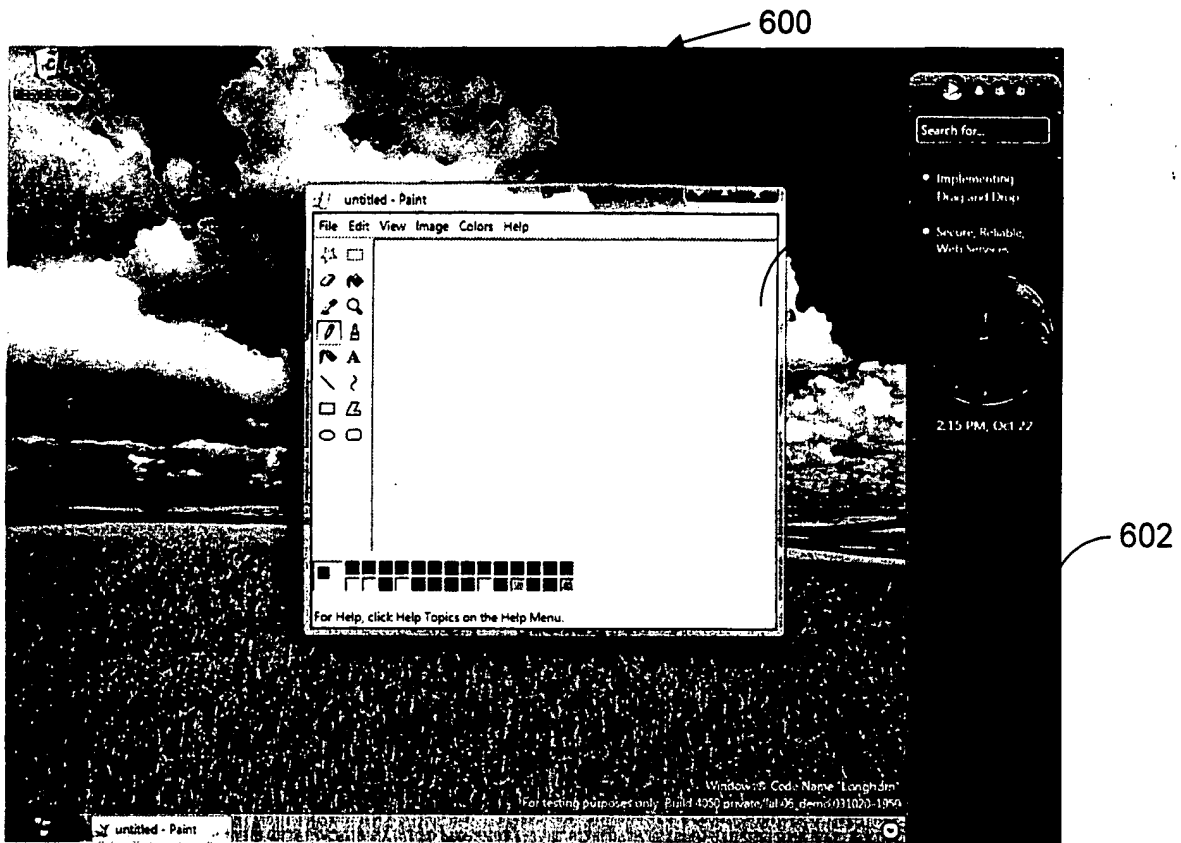 600
Search for...
Implementing
Drag and Drop
Secure, Reliable,
Web Services
untitled - Paint
File Edit View Image Colors Help
A
2:15 PM, Oct 22
602
For Help, click Help Topics on the Help Menu.
Windows® Code Name "Longhorn"
For testing purposes only. Build 4050
untitled - Paint